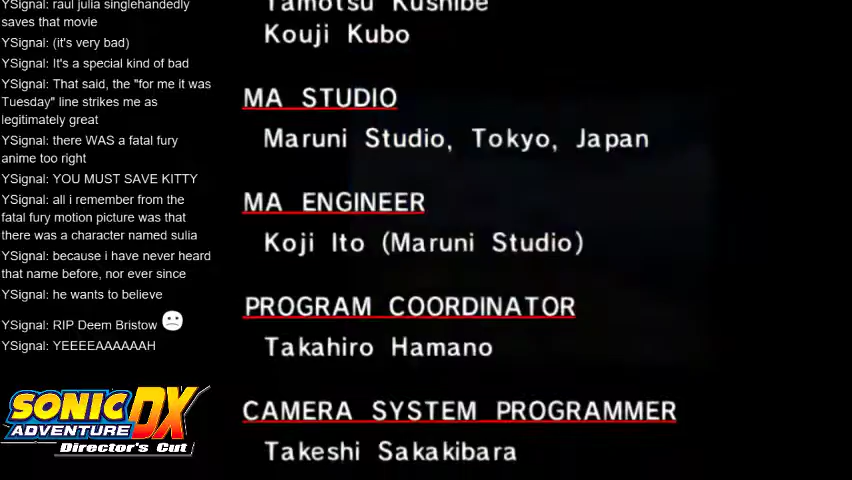 raul julia singlehandedly
saves that movie
YSignal: (it's very bad)
YSignal: It's a special kind of bad
YSignal: That said, the "for me it was
Tuesday" line strikes me as
legitimately great
YSignal: there WAS a fatal fury
anime too right
YSignal: YOU MUST SAVE KITTY
YSignal: all i remember from the
fatal fury motion picture was that
there was a character named sulia
YSignal: because i have never heard
that name before, nor ever since
YSignal: he wants to believe
YSignal: RIP Deem Bristow
YSignal: YEEEEAAAAAAH
SONIC
ADVENTURE DX
Director's Cut
Tamotsu Kushibe
Kouji Kubo
MA STUDIO
Maruni Studio, Tokyo, Japan
MA ENGINEER
Koji Ito (Maruni Studio)
PROGRAM COORDINATOR
Takahiro Hamano
CAMERA SYSTEM PROGRAMMER
Takeshi Sakakibara